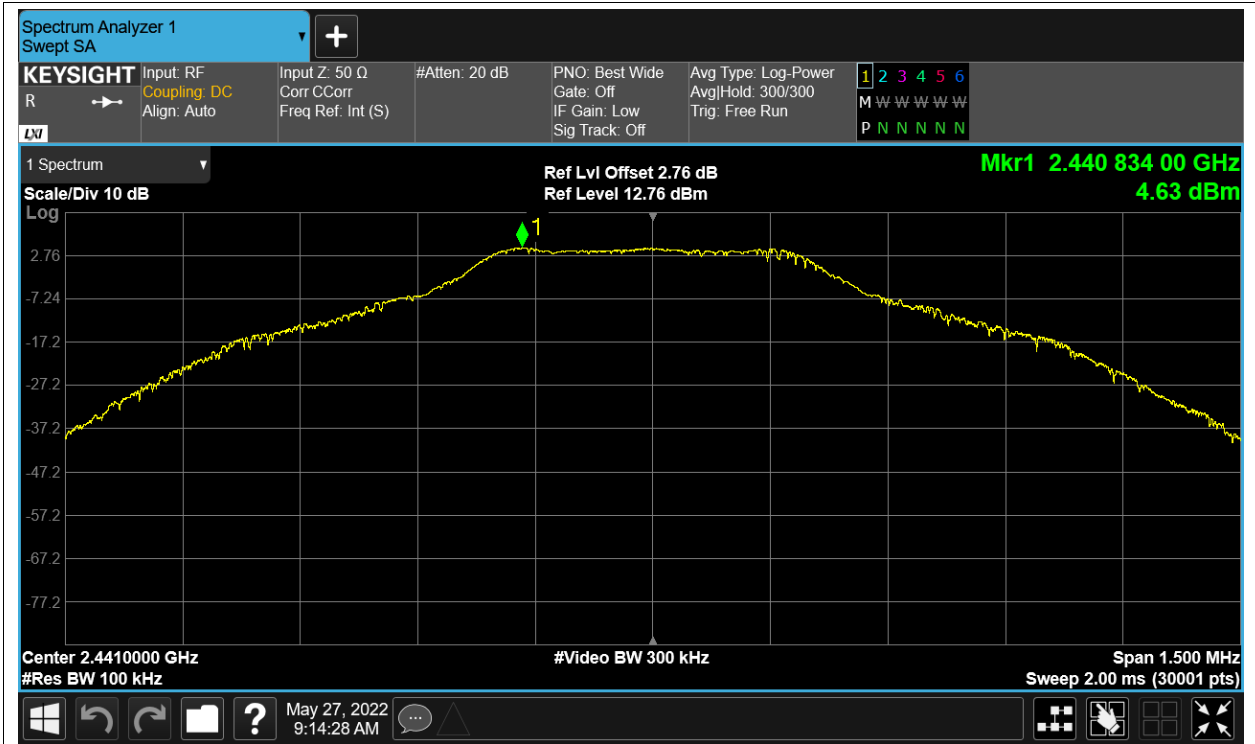 Spectrum Analyzer 1
Swept SA
KEYSIGHT
R
LXI
Input: RF
Coupling: DC
Align: Auto
Input Z: 50 Ω
Corr CCorr
Freq Ref: Int (S)
#Atten: 20 dB
PNO: Best Wide
Gate: Off
IF Gain: Low
Sig Track: Off
Avg Type: Log-Power
Avg|Hold: 300/300
Trig: Free Run
1 2 3 4 5 6
M W W W W W
P N N N N N
1 Spectrum
Scale/Div 10 dB
Log
Ref Lvl Offset 2.76 dB
Ref Level 12.76 dBm
Mkr1 2.440 834 00 GHz
4.63 dBm
1
2.76
-7.24
-17.2
-27.2
-37.2
-47.2
-57.2
-67.2
-77.2
Center 2.4410000 GHz
#Res BW 100 kHz
#Video BW 300 kHz
Span 1.500 MHz
Sweep 2.00 ms (30001 pts)
?
May 27, 2022
9:14:28 AM